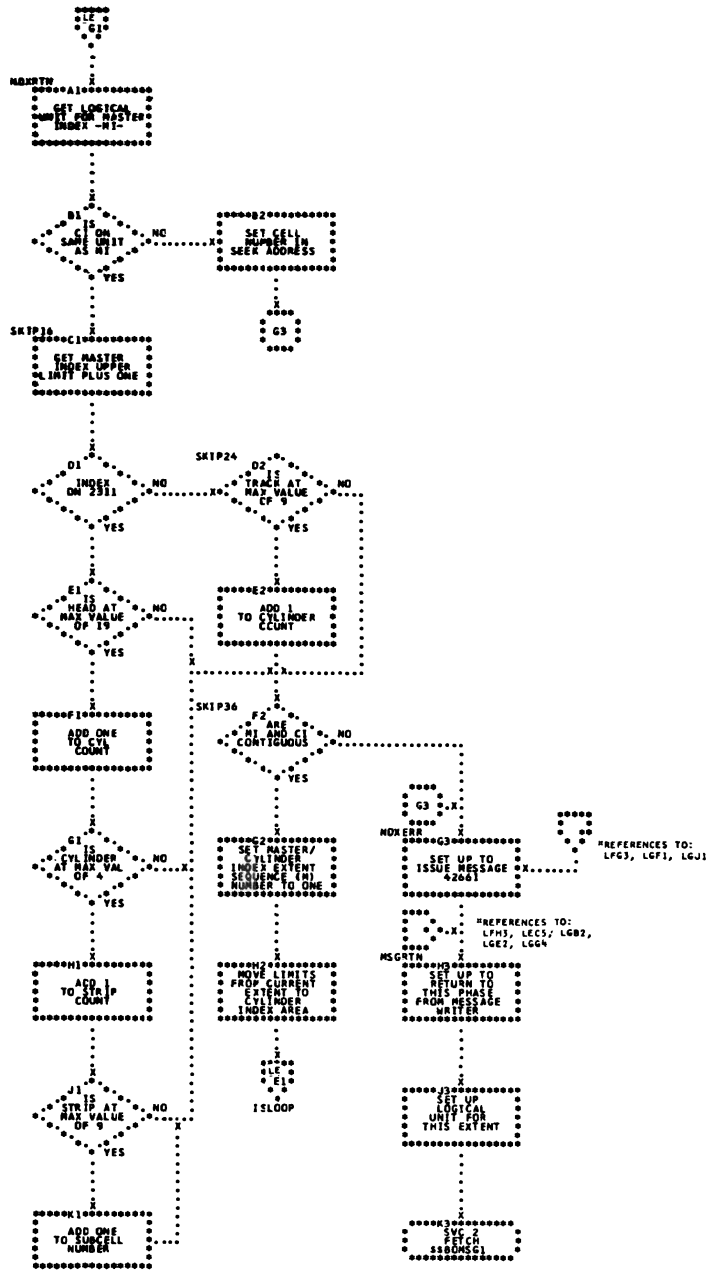 LE
G1
NDXRTN
A1
GET LOGICAL
UNIT FOR MASTER
INDEX -MI-
B1
IS
CI ON
SAME UNIT
AS MI
NO
YES
B2
SET CELL
NUMBER IN
SEEK ADDRESS
G3
SKIP16
C1
GET MASTER
INDEX UPPER
LIMIT PLUS ONE
D1
INDEX
ON 2311
NO
YES
SKIP24
D2
IS
TRACK AT
MAX VALUE
CF 9
NO
YES
E1
IS
HEAD AT
MAX VALUE
OF 19
NO
YES
E2
ADD 1
TO CYLINDER
CCUNT
F1
ADD ONE
TO CYL
COUNT
SKIP36
F2
ARE
MI AND CI
CONTIGUOUS
NO
YES
G3
G1
IS
CYLINDER
AT MAX VAL
OF 4
NO
YES
G2
SET MASTER/
CYLINDER
INDEX EXTENT
SEQUENCE (M)
NUMBER TO ONE
NDXERR
G3
SET UP TO
ISSUE MESSAGE
4266I
*REFERENCES TO:
LFG3, LGF1, LGJ1
*REFERENCES TO:
LFH3, LEC5/ LGB2,
LGE2, LGG4
H1
ADD 1
TO STRIP
COUNT
H2
MOVE LIMITS
FROP CURRENT
EXTENT TO
CYLINDER
INDEX AREA
MSGRTN
H3
SET UP TO
RETURN TO
THIS PHASE
FROM MESSAGE
WRITER
LE
E1
ISLOOP
J1
IS
STRIP AT
MAX VALUE
OF 9
NO
YES
J3
SET UP
LOGICAL
UNIT FOR
THIS EXTENT
K1
ADD ONE
TO SUBCELL
NUMBER
K3
SVC 2
FETCH
$$BOMSG1